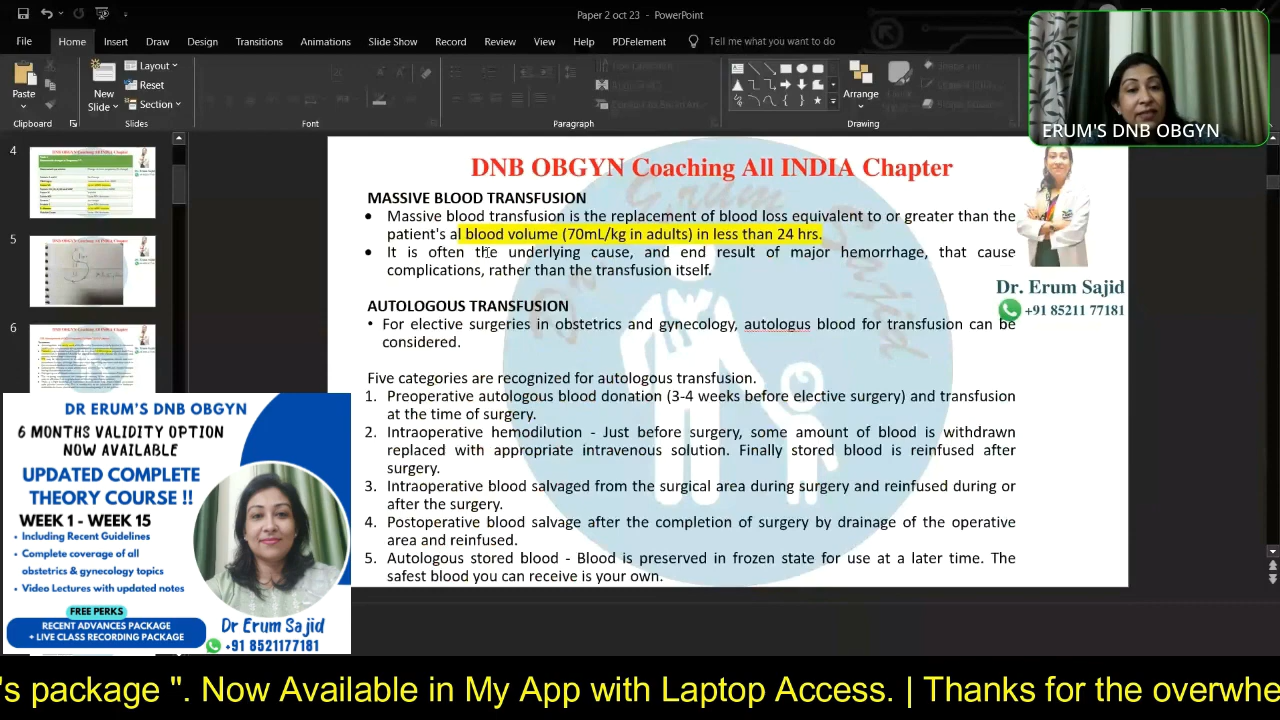 Paper 2 oct 23 - PowerPoint
File Home Insert Draw Design Transitions Animations Slide Show Record Review View Help PDFelement Tell me what you want to do
Paste
New
Slide
Layout
Reset
Section
Arrange
Clipboard
Slides
Font
Paragraph
Drawing
ERUM'S DNB OBGYN
4
5
6
DNB OBGYN Coaching
INDIA Chapter
MASSIVE BLOOD TRANSFUSION
• Massive blood transfusion is the replacement of blood loss equivalent to or greater than the
patient's al blood volume (70mL/kg in adults) in less than 24 hrs.
• It is often the underlying cause, and end result of major hemorrhage, that cause
complications, rather than the transfusion itself.
AUTOLOGOUS TRANSFUSION
• For elective surgeries in obstetrics and gynecology, autologus blood for transfusion can be
considered.
Five categories are recognized for autologous transfusion.
1. Preoperative autologous blood donation (3-4 weeks before elective surgery) and transfusion
at the time of surgery.
2. Intraoperative hemodilution - Just before surgery, some amount of blood is withdrawn
replaced with appropriate intravenous solution. Finally stored blood is reinfused after
surgery.
3. Intraoperative blood salvaged from the surgical area during surgery and reinfused during or
after the surgery.
4. Postoperative blood salvage after the completion of surgery by drainage of the operative
area and reinfused.
5. Autologous stored blood - Blood is preserved in frozen state for use at a later time. The
safest blood you can receive is your own.
Dr. Erum Sajid
+91 85211 77181
DR ERUM'S DNB OBGYN
6 MONTHS VALIDITY OPTION
NOW AVAILABLE
UPDATED COMPLETE
THEORY COURSE !!
WEEK 1 - WEEK 15
• Including Recent Guidelines
• Complete coverage of all
obstetrics & gynecology topics
• Video Lectures with updated notes
FREE PERKS
RECENT ADVANCES PACKAGE
+ LIVE CLASS RECORDING PACKAGE
Dr Erum Sajid
+91 8521177181
's package ". Now Available in My App with Laptop Access. | Thanks for the overwhe